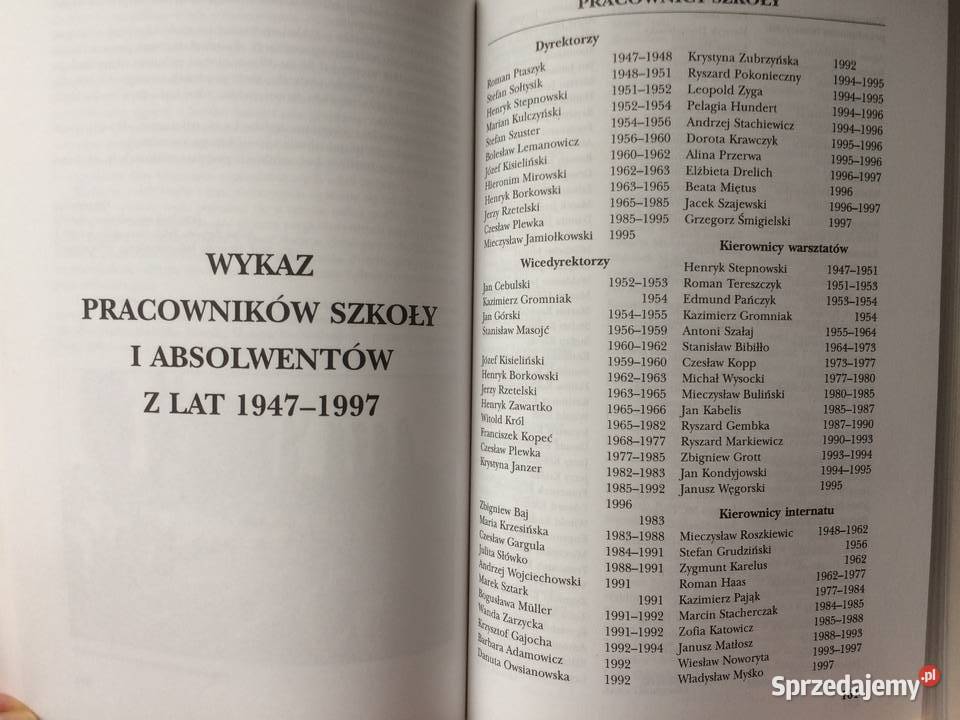 WYKAZ
PRACOWNIKÓW SZKOŁY
I ABSOLWENTÓW
Z LAT 1947–1997
PRACOWNICY SZKOŁY
Dyrektorzy
Roman Ptaszyk 1947–1948
Stefan Sołtysik 1948–1951
Henryk Stepnowski 1951–1952
Marian Kulczyński 1952–1954
Stefan Szuster 1954–1956
Bolesław Lemanowicz 1956–1960
Józef Kisieliński 1960–1962
Hieronim Mirowski 1962–1963
Henryk Borkowski 1963–1965
Jerzy Rzetelski 1965–1985
Czesław Plewka 1985–1995
Mieczysław Jamiołkowski 1995
Wicedyrektorzy
Jan Cebulski 1952–1953
Kazimierz Gromniak 1954
Jan Górski 1954–1955
Stanisław Masojć 1956–1959
1960–1962
Józef Kisieliński 1959–1960
Henryk Borkowski 1962–1963
Jerzy Rzetelski 1963–1965
Henryk Zawartko 1965–1966
Witold Król 1965–1982
Franciszek Kopeć 1968–1977
Czesław Plewka 1977–1985
Krystyna Janzer 1982–1983
1985–1992
1996
Zbigniew Baj 1983
Maria Krzesińska 1983–1988
Czesław Gargula 1984–1991
Julita Słówko 1988–1991
Andrzej Wojciechowski 1991
Marek Sztark 1991
Bogusława Müller 1991–1992
Wanda Zarzycka 1991–1992
Krzysztof Gajocha 1992–1994
Barbara Adamowicz 1992
Danuta Owsianowska 1992
Krystyna Zubrzyńska 1992
Ryszard Pokonieczny 1994–1995
Leopold Zyga 1994–1995
Pelagia Hundert 1994–1996
Andrzej Stachiewicz 1994–1996
Dorota Krawczyk 1995–1996
Alina Przerwa 1995–1996
Elżbieta Drelich 1996–1997
Beata Miętus 1996
Jacek Szajewski 1996–1997
Grzegorz Śmigielski 1997
Kierownicy warsztatów
Henryk Stepnowski 1947–1951
Roman Tereszczyk 1951–1953
Edmund Pańczyk 1953–1954
Kazimierz Gromniak 1954
Antoni Szałaj 1955–1964
Stanisław Bibiłło 1964–1973
Czesław Kopp 1973–1977
Michał Wysocki 1977–1980
Mieczysław Buliński 1980–1985
Jan Kabelis 1985–1987
Ryszard Gembka 1987–1990
Ryszard Markiewicz 1990–1993
Zbigniew Grott 1993–1994
Jan Kondyjowski 1994–1995
Janusz Węgorski 1995
Kierownicy internatu
Mieczysław Roszkiewic 1948–1962
Stefan Grudziński 1956
Zygmunt Karelus 1962
Roman Haas 1962–1977
Kazimierz Pająk 1977–1984
Marcin Stacherczak 1984–1985
Zofia Katowicz 1985–1988
Janusz Matłosz 1988–1993
Wiesław Noworyta 1993–1997
Władysław Myśko 1997
Sprzedajemy.pl